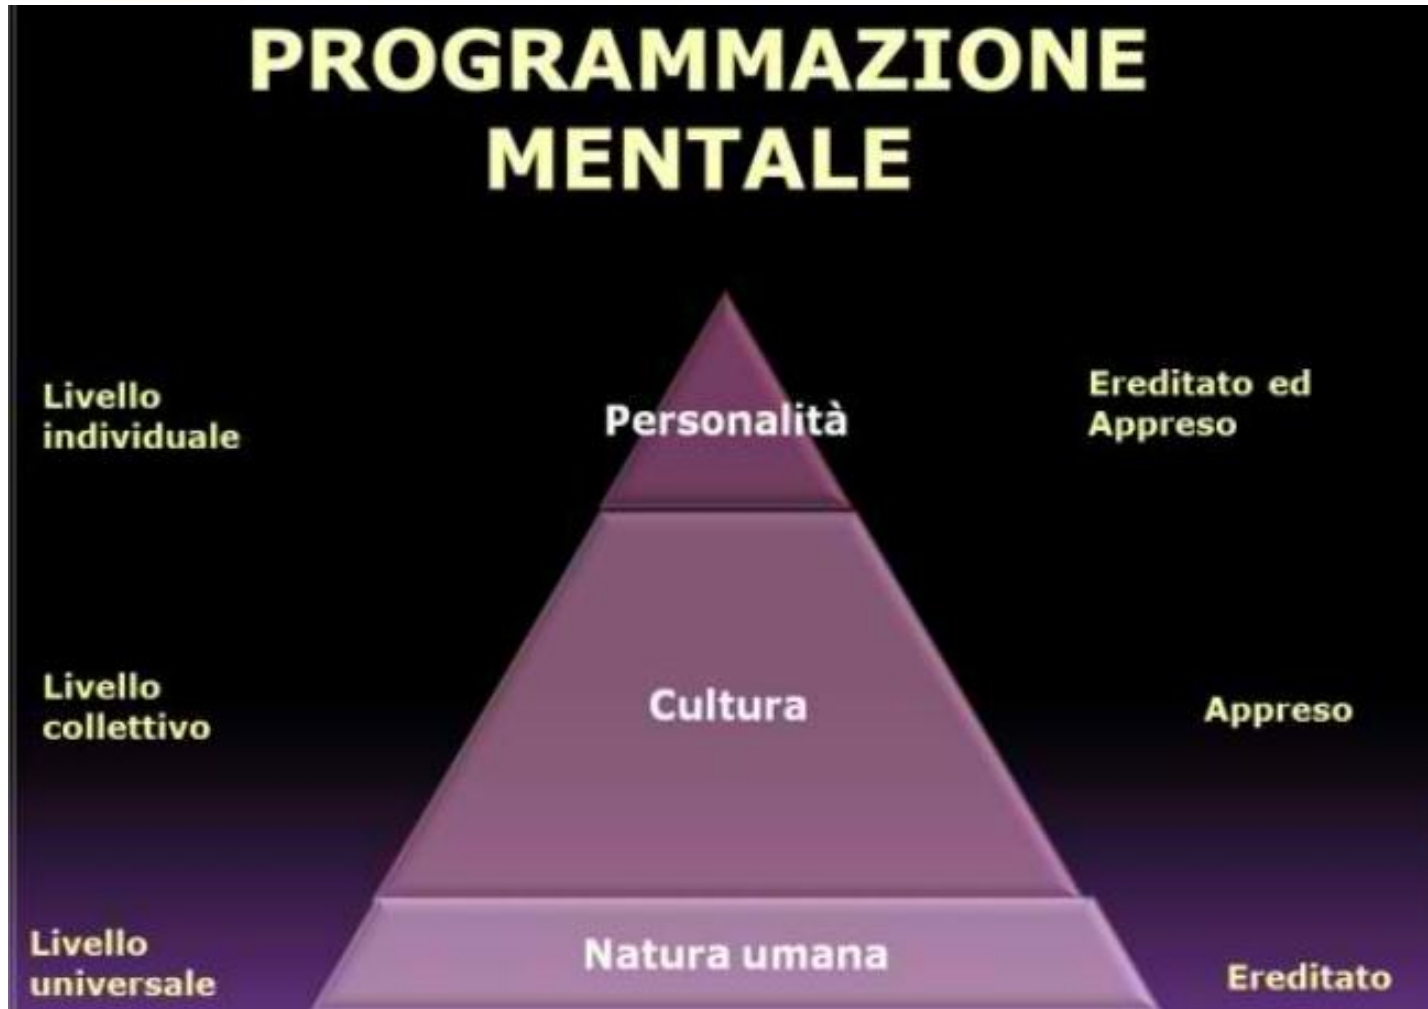 PROGRAMMAZIONE
MENTALE
Livello
individuale
Personalità
Ereditato ed
Appreso
Livello
collettivo
Cultura
Appreso
Livello
universale
Natura umana
Ereditato